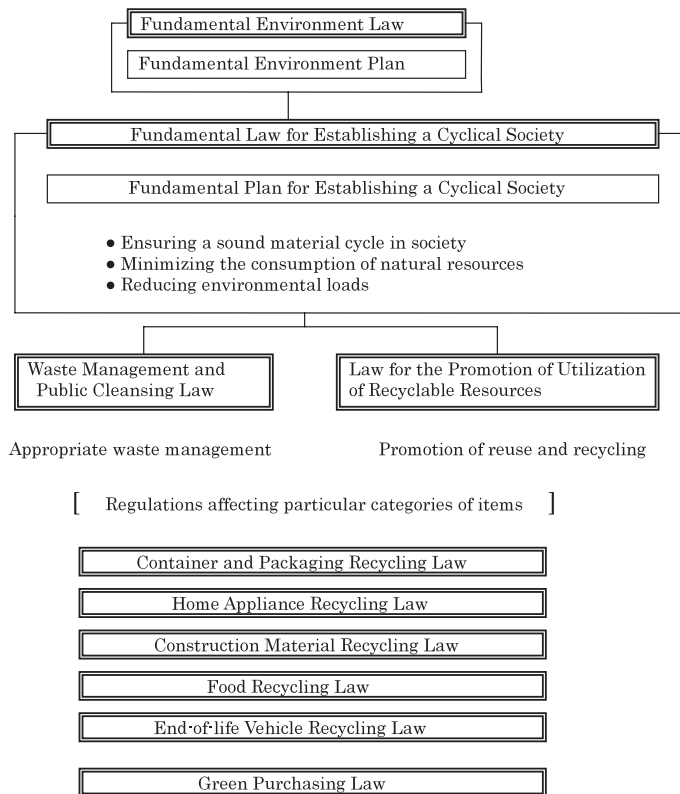 Fundamental Environment Law
Fundamental Environment Plan
Fundamental Law for Establishing a Cyclical Society
Fundamental Plan for Establishing a Cyclical Society
● Ensuring a sound material cycle in society
● Minimizing the consumption of natural resources
● Reducing environmental loads
Waste Management and
Public Cleansing Law
Law for the Promotion of Utilization
of Recyclable Resources
Appropriate waste management
Promotion of reuse and recycling
[ Regulations affecting particular categories of items ]
Container and Packaging Recycling Law
Home Appliance Recycling Law
Construction Material Recycling Law
Food Recycling Law
End-of-life Vehicle Recycling Law
Green Purchasing Law